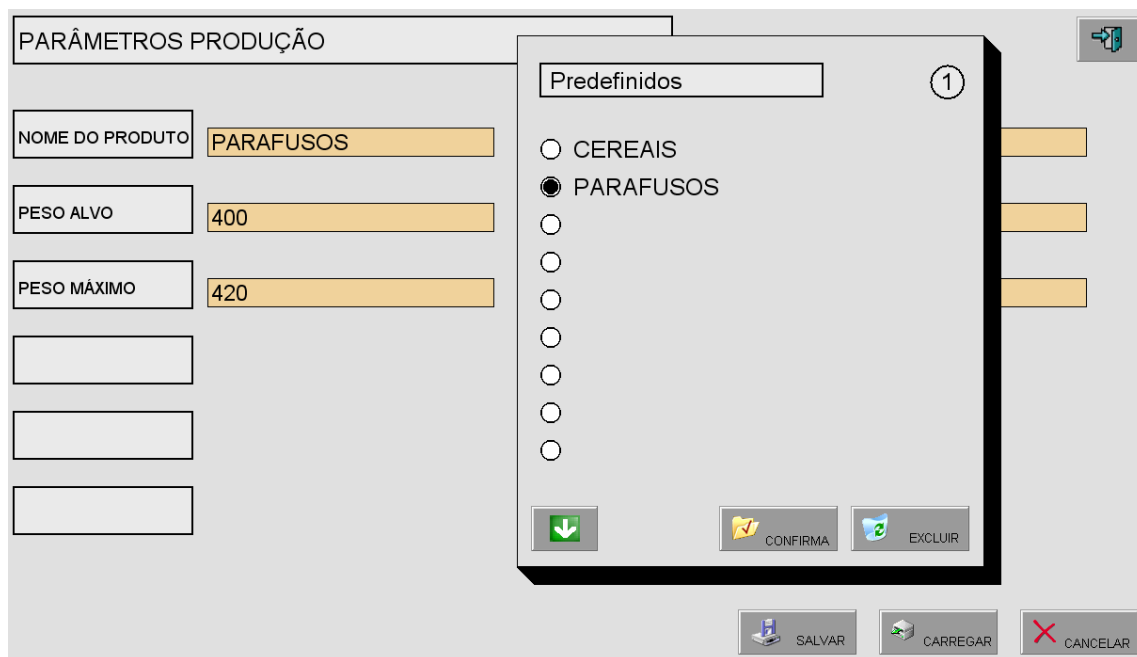 PARÂMETROS PRODUÇÃO
Predefinidos
1
NOME DO PRODUTO
PARAFUSOS
CEREAIS
PARAFUSOS
PESO ALVO
400
PESO MÁXIMO
420
CONFIRMA
EXCLUIR
SALVAR
CARREGAR
CANCELAR